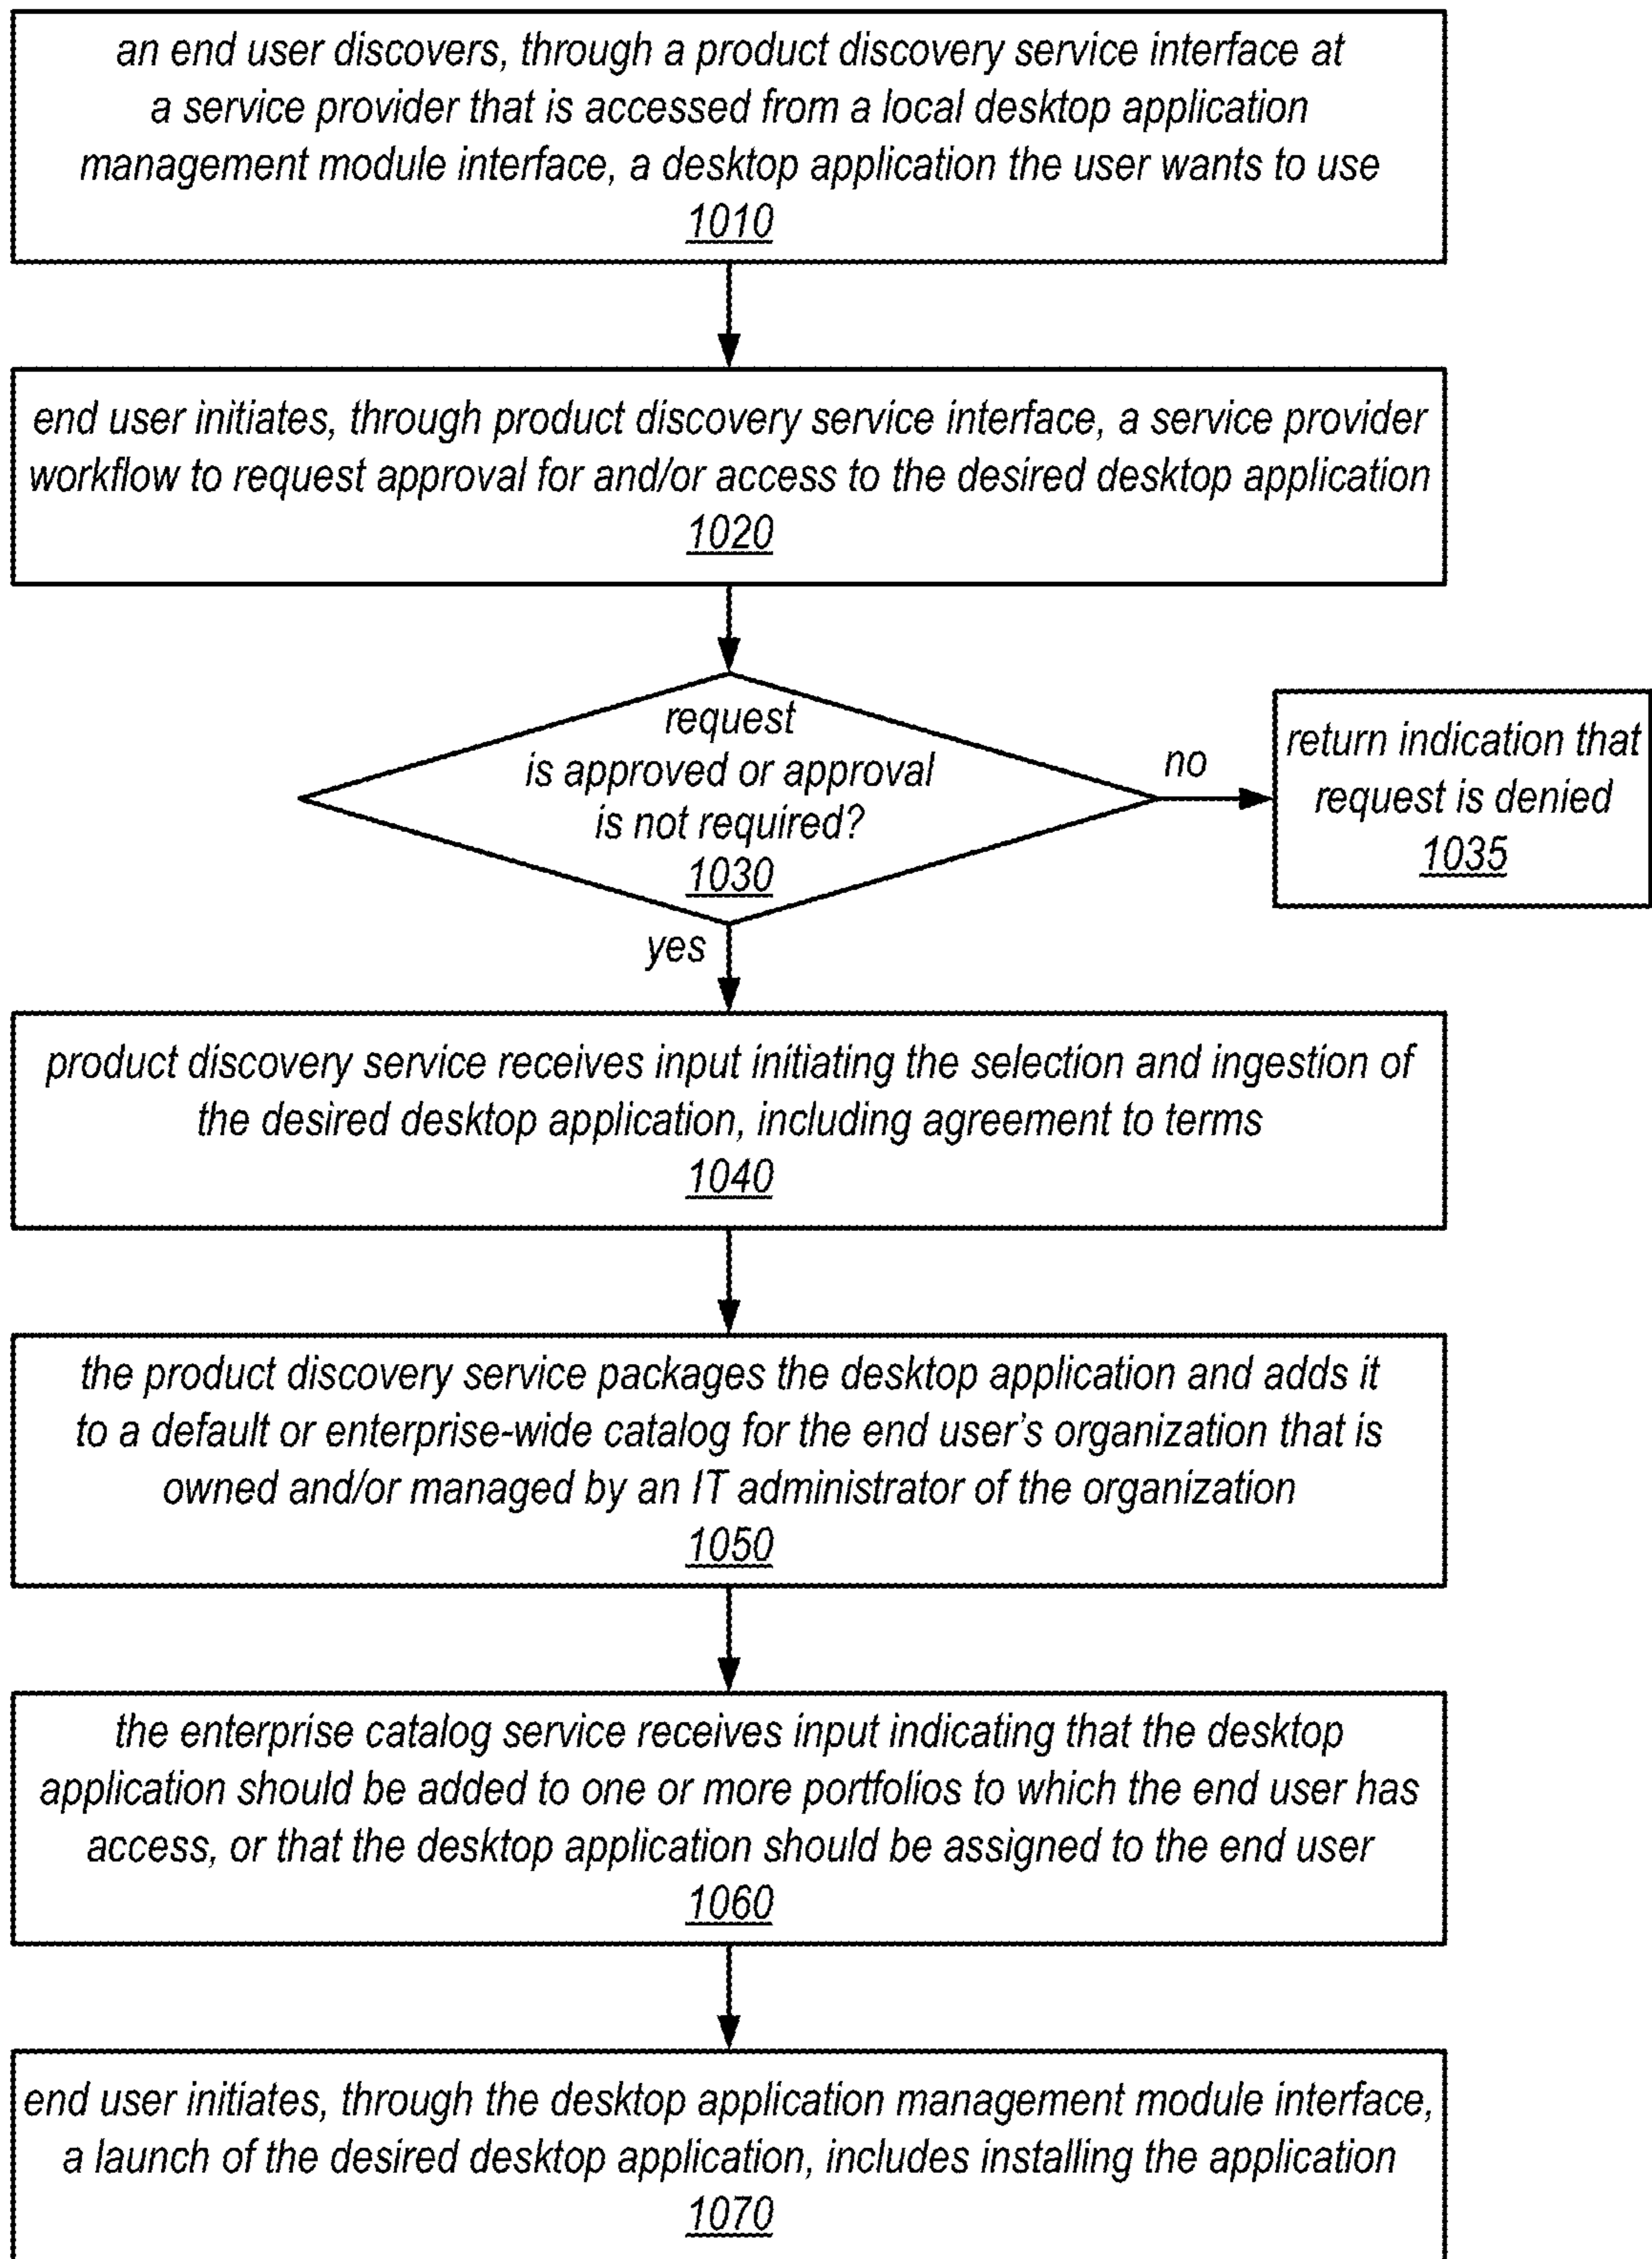 an end user discovers, through a product discovery service interface at
a service provider that is accessed from a local desktop application
management module interface, a desktop application the user wants to use
1010
end user initiates, through product discovery service interface, a service provider
workflow to request approval for and/or access to the desired desktop application
1020
request
is approved or approval
is not required?
1030
no
return indication that
request is denied
1035
yes
product discovery service receives input initiating the selection and ingestion of
the desired desktop application, including agreement to terms
1040
the product discovery service packages the desktop application and adds it
to a default or enterprise-wide catalog for the end user's organization that is
owned and/or managed by an IT administrator of the organization
1050
the enterprise catalog service receives input indicating that the desktop
application should be added to one or more portfolios to which the end user has
access, or that the desktop application should be assigned to the end user
1060
end user initiates, through the desktop application management module interface,
a launch of the desired desktop application, includes installing the application
1070